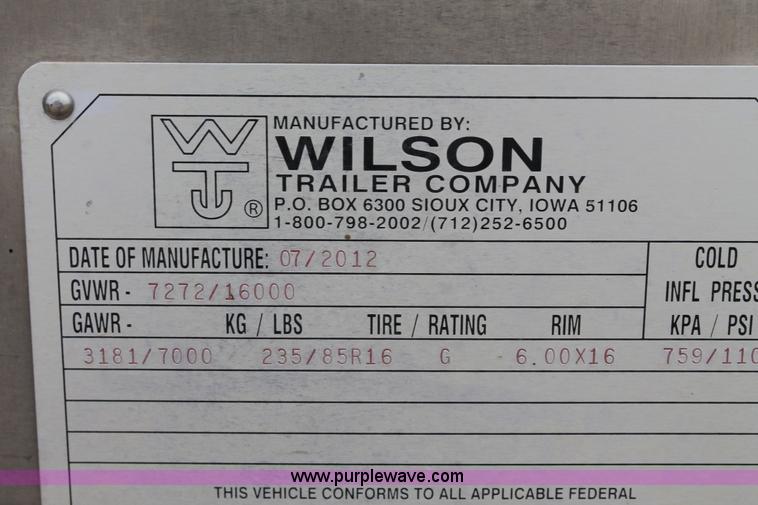 WTC ®
MANUFACTURED BY:
WILSON
TRAILER COMPANY
P.O. BOX 6300 SIOUX CITY, IOWA 51106
1-800-798-2002/(712)252-6500
DATE OF MANUFACTURE: 07/2012 COLD
GVWR - 7272/16000 INFL PRESS
GAWR - KG / LBS TIRE / RATING RIM KPA / PSI
3181/7000 235/85R16 G 6.00X16 759/110
www.purplewave.com
THIS VEHICLE CONFORMS TO ALL APPLICABLE FEDERAL